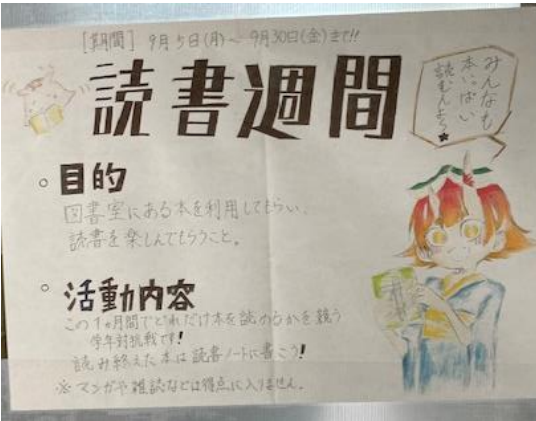 [期間] 9月5日(月)～9月30日(金)まで!!
読書週間
みんなも
本いっぱい
読むんよ～
○目的
図書室にある本を利用してもらい、
読書を楽しんでもらうこと。
○活動内容
この1ヵ月間でどれだけ本を読めるかを競う
学年対抗戦です!
読み終えた本は読書ノートに書こう!
※マンガや雑誌などは得点に入りません。